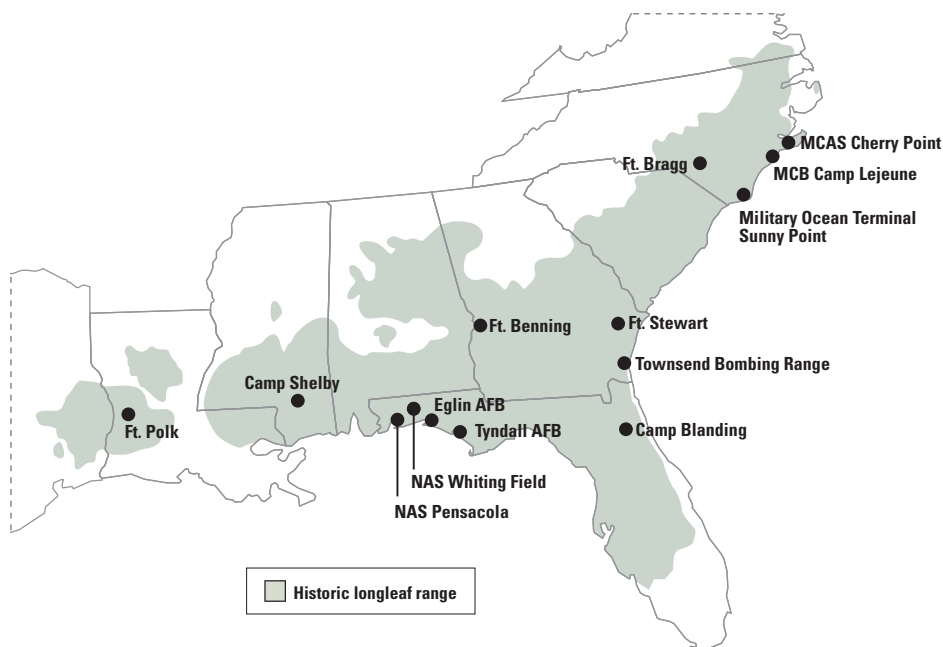 MCAS Cherry Point
Ft. Bragg
MCB Camp Lejeune
Military Ocean Terminal
Sunny Point
Ft. Benning
Ft. Stewart
Townsend Bombing Range
Camp Shelby
Eglin AFB
Ft. Polk
Tyndall AFB
Camp Blanding
NAS Whiting Field
NAS Pensacola
Historic longleaf range